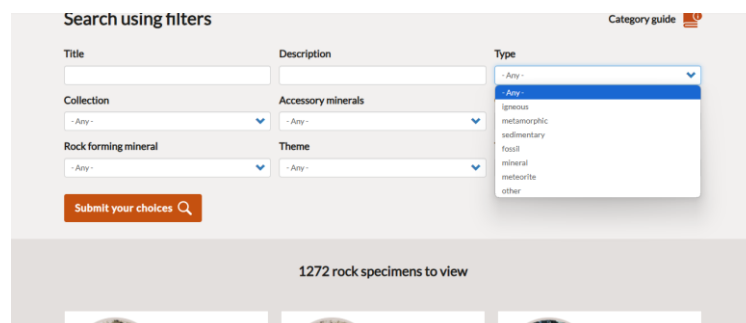 Search using filters
Category guide
Title
Description
Type
- Any -
- Any -
igneous
metamorphic
sedimentary
fossil
mineral
meteorite
other
Collection
Accessory minerals
- Any -
- Any -
Rock forming mineral
Theme
- Any -
- Any -
Submit your choices
1272 rock specimens to view